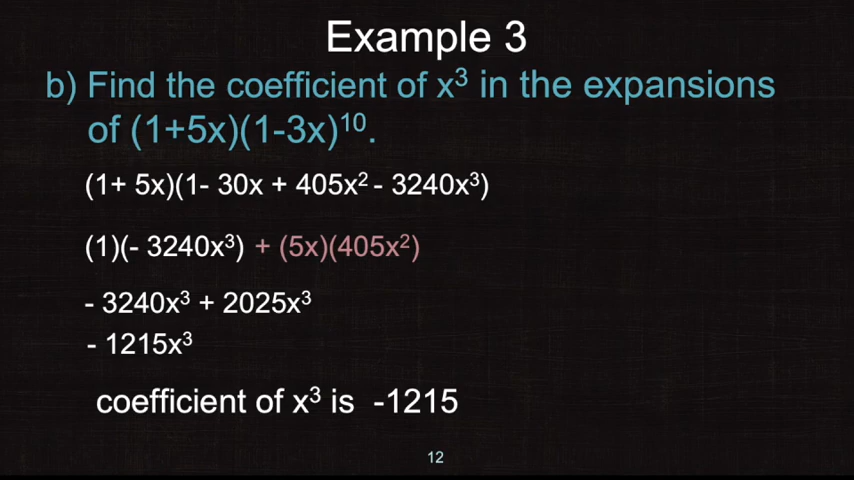 Example 3
b) Find the coefficient of x³ in the expansions
of (1+5x)(1-3x)¹⁰.
(1+ 5x)(1- 30x + 405x² - 3240x³)
(1)(- 3240x³) + (5x)(405x²)
- 3240x³ + 2025x³
- 1215x³
coefficient of x³ is -1215
12